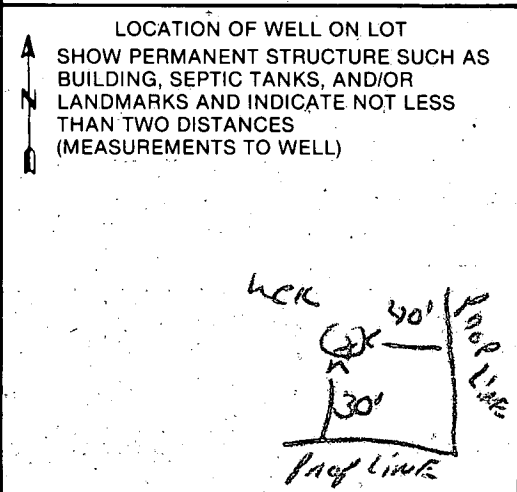 LOCATION OF WELL ON LOT
SHOW PERMANENT STRUCTURE SUCH AS
BUILDING, SEPTIC TANKS, AND/OR
N LANDMARKS AND INDICATE NOT LESS
THAN TWO DISTANCES
(MEASUREMENTS TO WELL)
40'
PROP LINE
30'
PROP LINE